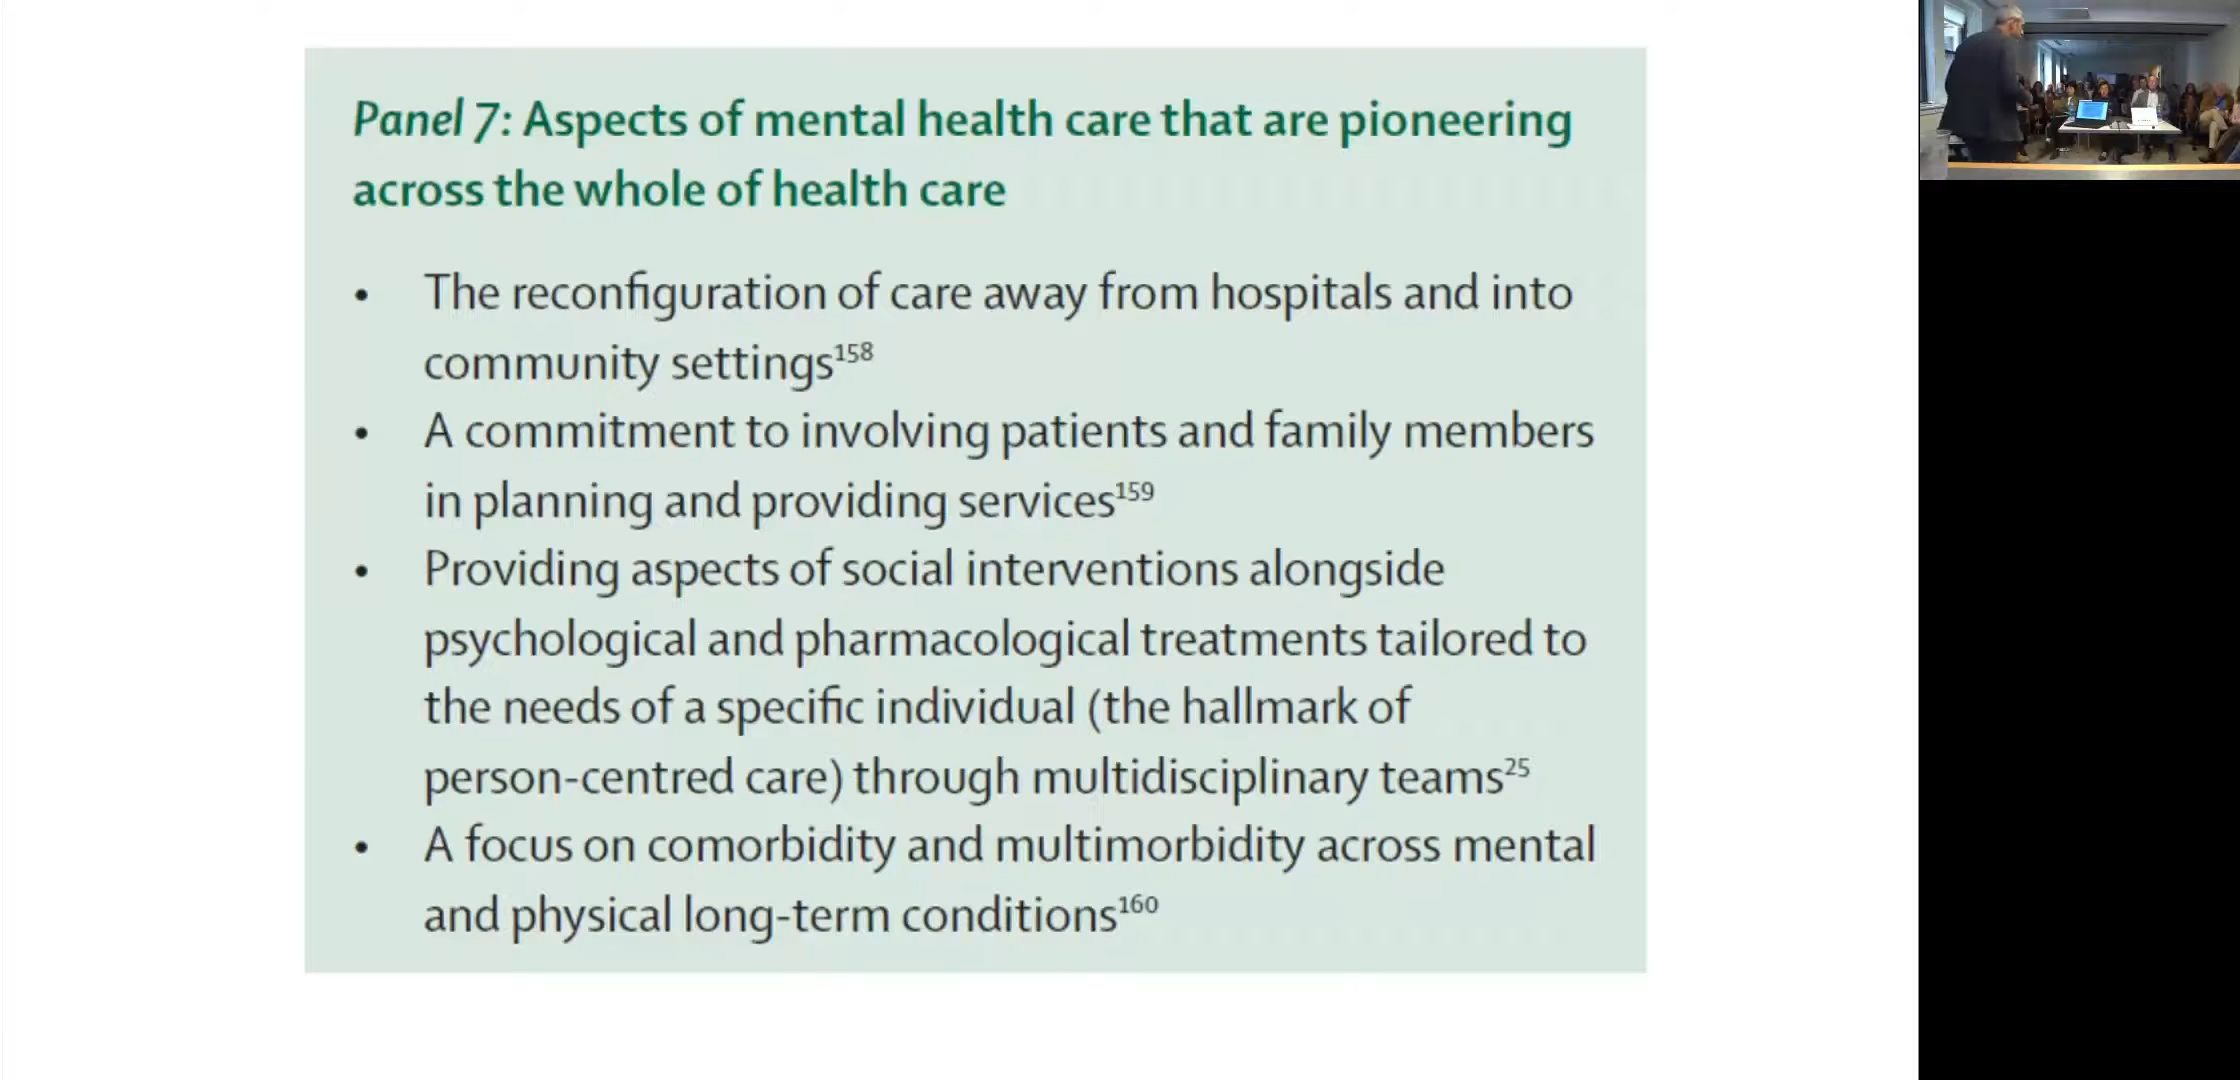 Panel 7: Aspects of mental health care that are pioneering
across the whole of health care
• The reconfiguration of care away from hospitals and into
community settings¹⁵⁸
• A commitment to involving patients and family members
in planning and providing services¹⁵⁹
• Providing aspects of social interventions alongside
psychological and pharmacological treatments tailored to
the needs of a specific individual (the hallmark of
person-centred care) through multidisciplinary teams²⁵
• A focus on comorbidity and multimorbidity across mental
and physical long-term conditions¹⁶⁰